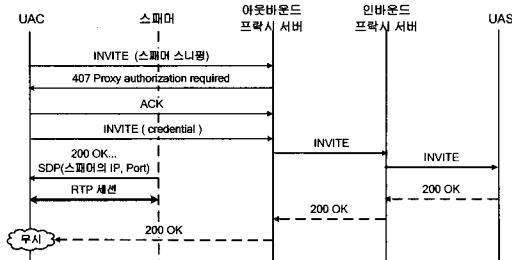 UAC
스패머
아웃바운드
프락시 서버
인바운드
프락시 서버
UAS
INVITE (스패머 스니핑)
407 Proxy authorization required
ACK
INVITE ( credential )
INVITE
200 OK...
SDP(스패머의 IP, Port)
INVITE
RTP 세션
200 OK
200 OK
200 OK
무시